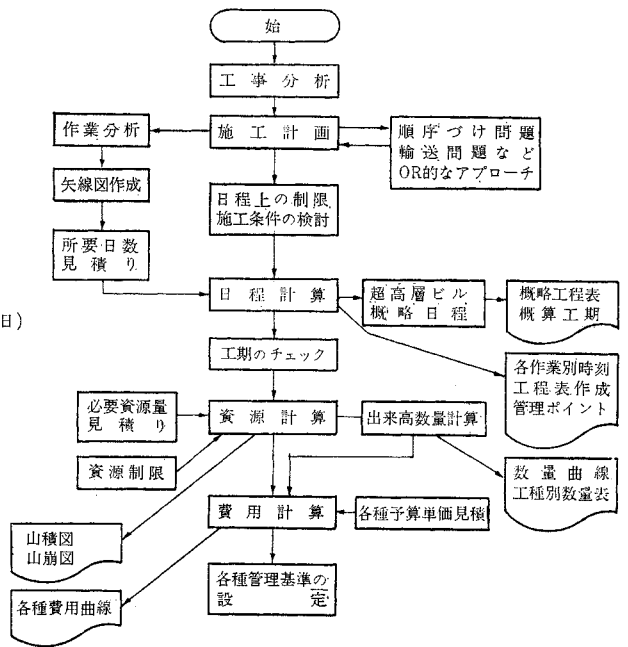 始
工事分析
作業分析
施工計画
順序づけ問題
輸送問題など
OR的なアプローチ
矢線図作成
日程上の制限
施工条件の検討
所要日数
見積り
日程計算
超高層ビル
概略日程
概略工程表
概算工期
日)
工期のチェック
各作業別時刻
工程表作成
管理ポイント
必要資源量
見積り
資源計算
出来高数量計算
資源制限
数量曲線
工種別数量表
費用計算
各種予算単価見積
山積図
山崩図
各種管理基準の
設定
各種費用曲線